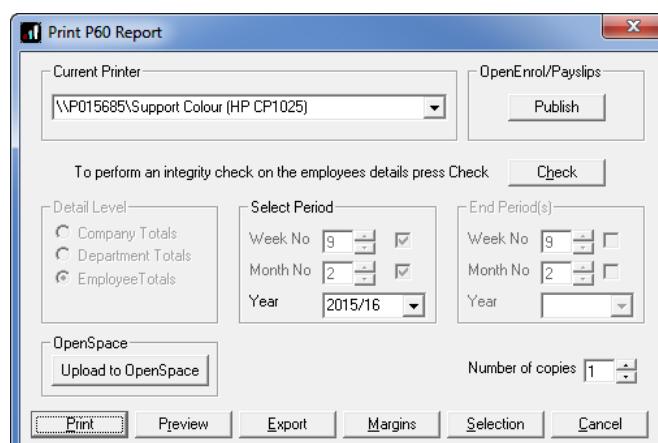 Print P60 Report
Current Printer
OpenEnrol/Payslips
\\P015685\Support Colour (HP CP1025)
Publish
To perform an integrity check on the employees details press Check
Check
Detail Level
Company Totals
Department Totals
EmployeeTotals
Select Period
Week No 9
Month No 2
Year 2015/16
End Period(s)
Week No 9
Month No 2
Year
OpenSpace
Upload to OpenSpace
Number of copies 1
Print Preview Export Margins Selection Cancel